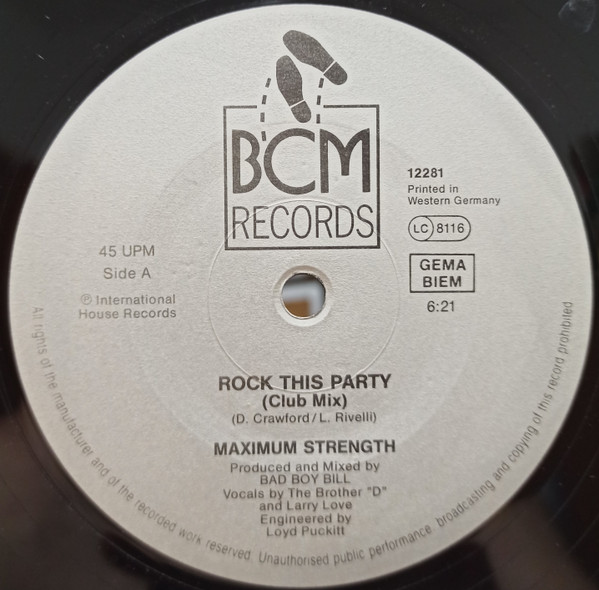 BCM
RECORDS
12281
Printed in
Western Germany
LC 8116
GEMA
BIEM
6:21
45 UPM
Side A
℗ International
House Records
ROCK THIS PARTY
(Club Mix)
(D. Crawford/L. Rivelli)
MAXIMUM STRENGTH
Produced and Mixed by
BAD BOY BILL
Vocals by The Brother "D"
and Larry Love
Engineered by
Loyd Puckitt
All rights of the manufacturer and of the recorded work reserved. Unauthorised public performance broadcasting and copying of this record prohibited